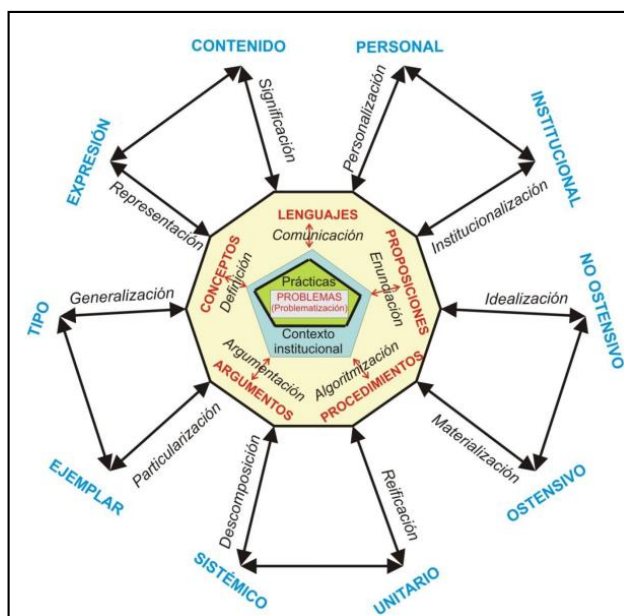 CONTENIDO
PERSONAL
EXPRESIÓN
Significación
Personalización
INSTITUCIONAL
Representación
Institucionalización
LENGUAJES
Comunicación
CONCEPTOS
Definición
PROPOSICIONES
Enundación
Prácticas
PROBLEMAS
(Problematización)
Contexto
institucional
TIPO
Generalización
Idealización
NO OSTENSIVO
Argumentación
ARGUMENTOS
Algoritmización
PROCEDIMIENTOS
EJEMPLAR
Particularización
Materialización
OSTENSIVO
Descomposición
Reificación
SISTÉMICO
UNITARIO